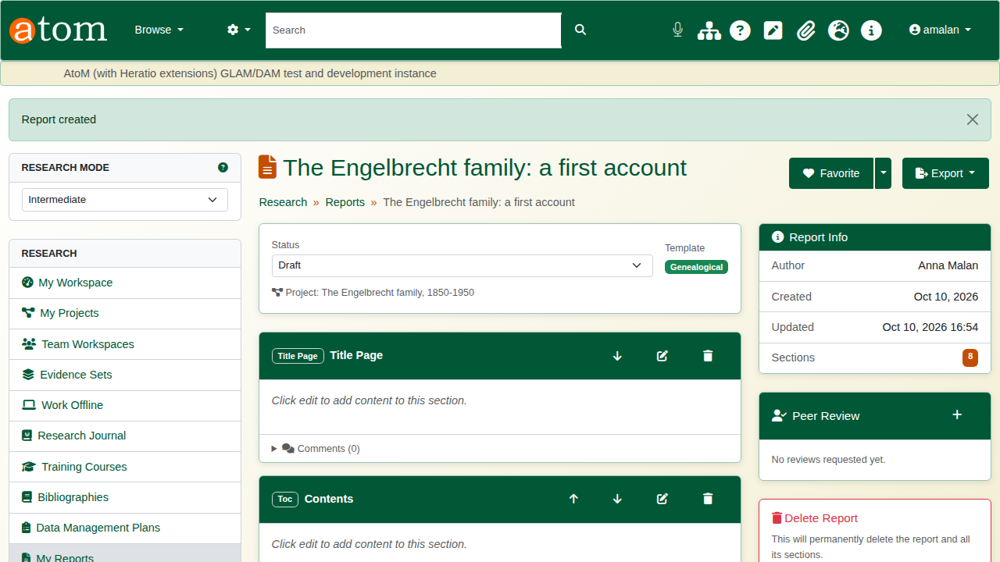 atom
Browse
Search
amalan
AtoM (with Heratio extensions) GLAM/DAM test and development instance
Report created
RESEARCH MODE
Intermediate
RESEARCH
My Workspace
My Projects
Team Workspaces
Evidence Sets
Work Offline
Research Journal
Training Courses
Bibliographies
Data Management Plans
My Reports
The Engelbrecht family: a first account
Favorite
Export
Research » Reports » The Engelbrecht family: a first account
Status
Draft
Template
Genealogical
Project: The Engelbrecht family, 1850-1950
Title Page Title Page
Click edit to add content to this section.
Comments (0)
Toc Contents
Click edit to add content to this section.
Report Info
Author Anna Malan
Created Oct 10, 2026
Updated Oct 10, 2026 16:54
Sections 8
Peer Review
No reviews requested yet.
Delete Report
This will permanently delete the report and all
its sections.